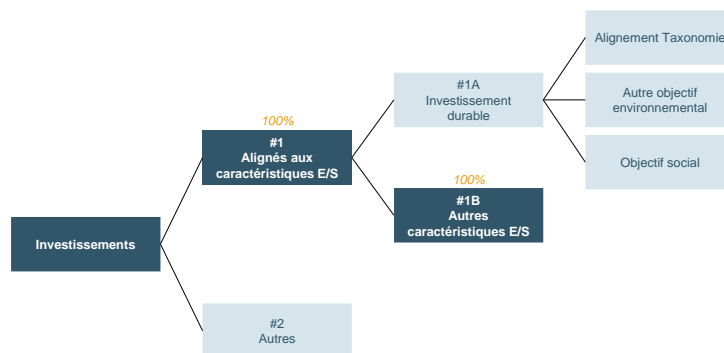 Alignement Taxonomie
#1A
Investissement
durable
Autre objectif
environnemental
100%
#1
Alignés aux
caractéristiques E/S
Objectif social
100%
#1B
Autres
caractéristiques E/S
Investissements
#2
Autres